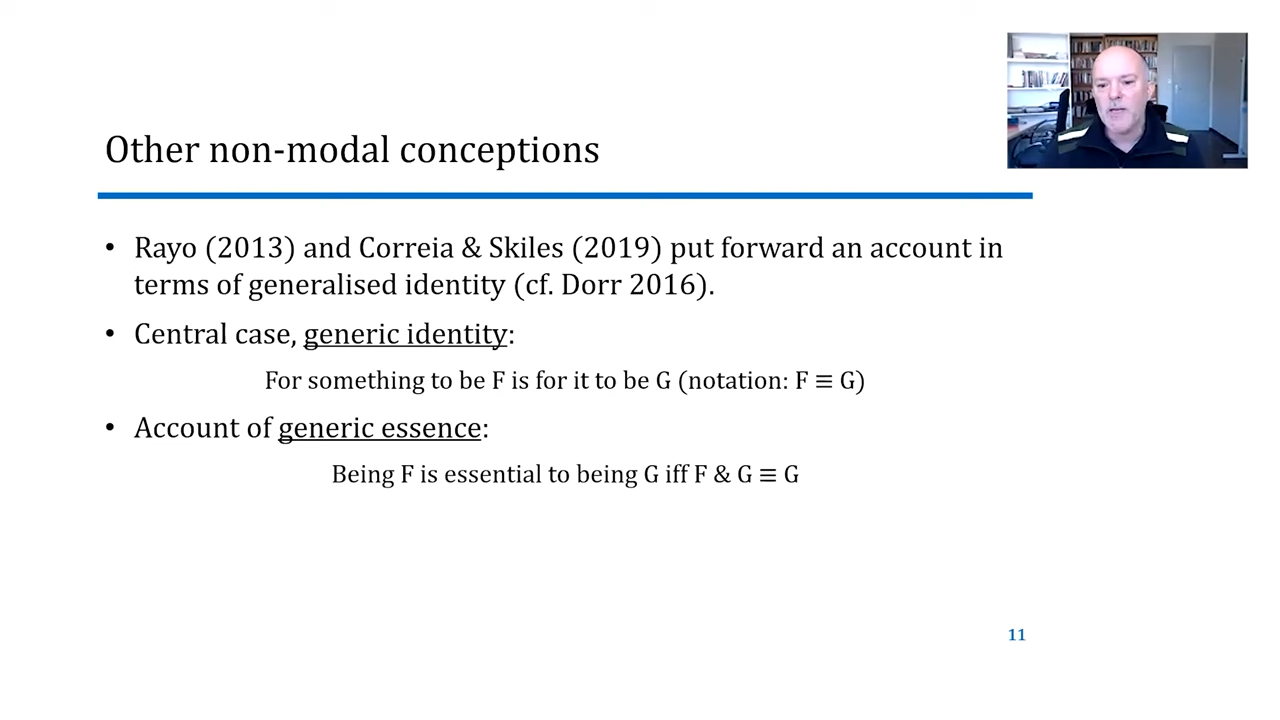 Other non-modal conceptions
• Rayo (2013) and Correia & Skiles (2019) put forward an account in
terms of generalised identity (cf. Dorr 2016).
• Central case, generic identity:
For something to be F is for it to be G (notation: F ≡ G)
• Account of generic essence:
Being F is essential to being G iff F & G ≡ G
11